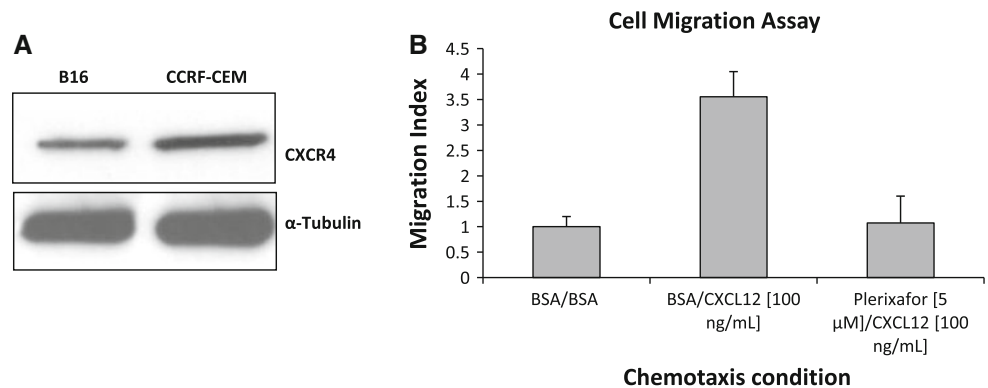 A
B16
CCRF-CEM
CXCR4
α-Tubulin
B
Cell Migration Assay
Migration Index
4.5
4
3.5
3
2.5
2
1.5
1
0.5
0
BSA/BSA
BSA/CXCL12 [100
ng/mL]
Plerixafor [5
µM]/CXCL12 [100
ng/mL]
Chemotaxis condition